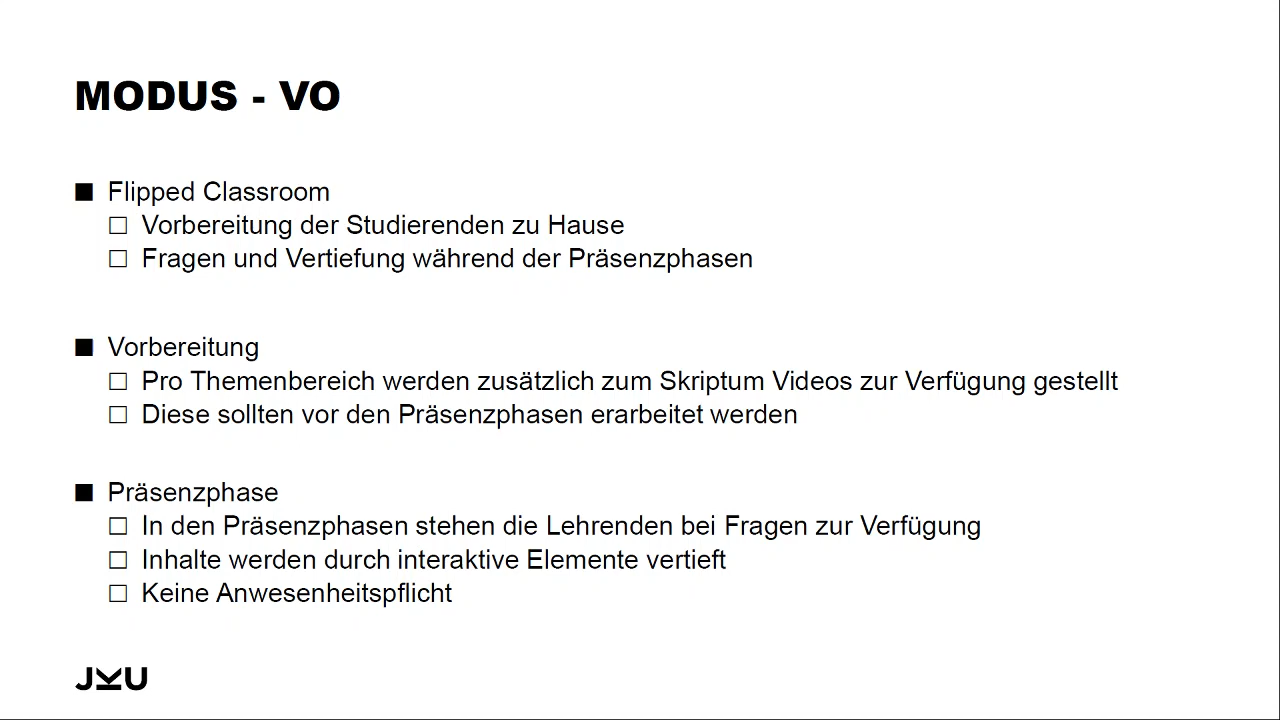 MODUS - VO
■ Flipped Classroom
□ Vorbereitung der Studierenden zu Hause
□ Fragen und Vertiefung während der Präsenzphasen
■ Vorbereitung
□ Pro Themenbereich werden zusätzlich zum Skriptum Videos zur Verfügung gestellt
□ Diese sollten vor den Präsenzphasen erarbeitet werden
■ Präsenzphase
□ In den Präsenzphasen stehen die Lehrenden bei Fragen zur Verfügung
□ Inhalte werden durch interaktive Elemente vertieft
□ Keine Anwesenheitspflicht
JKU